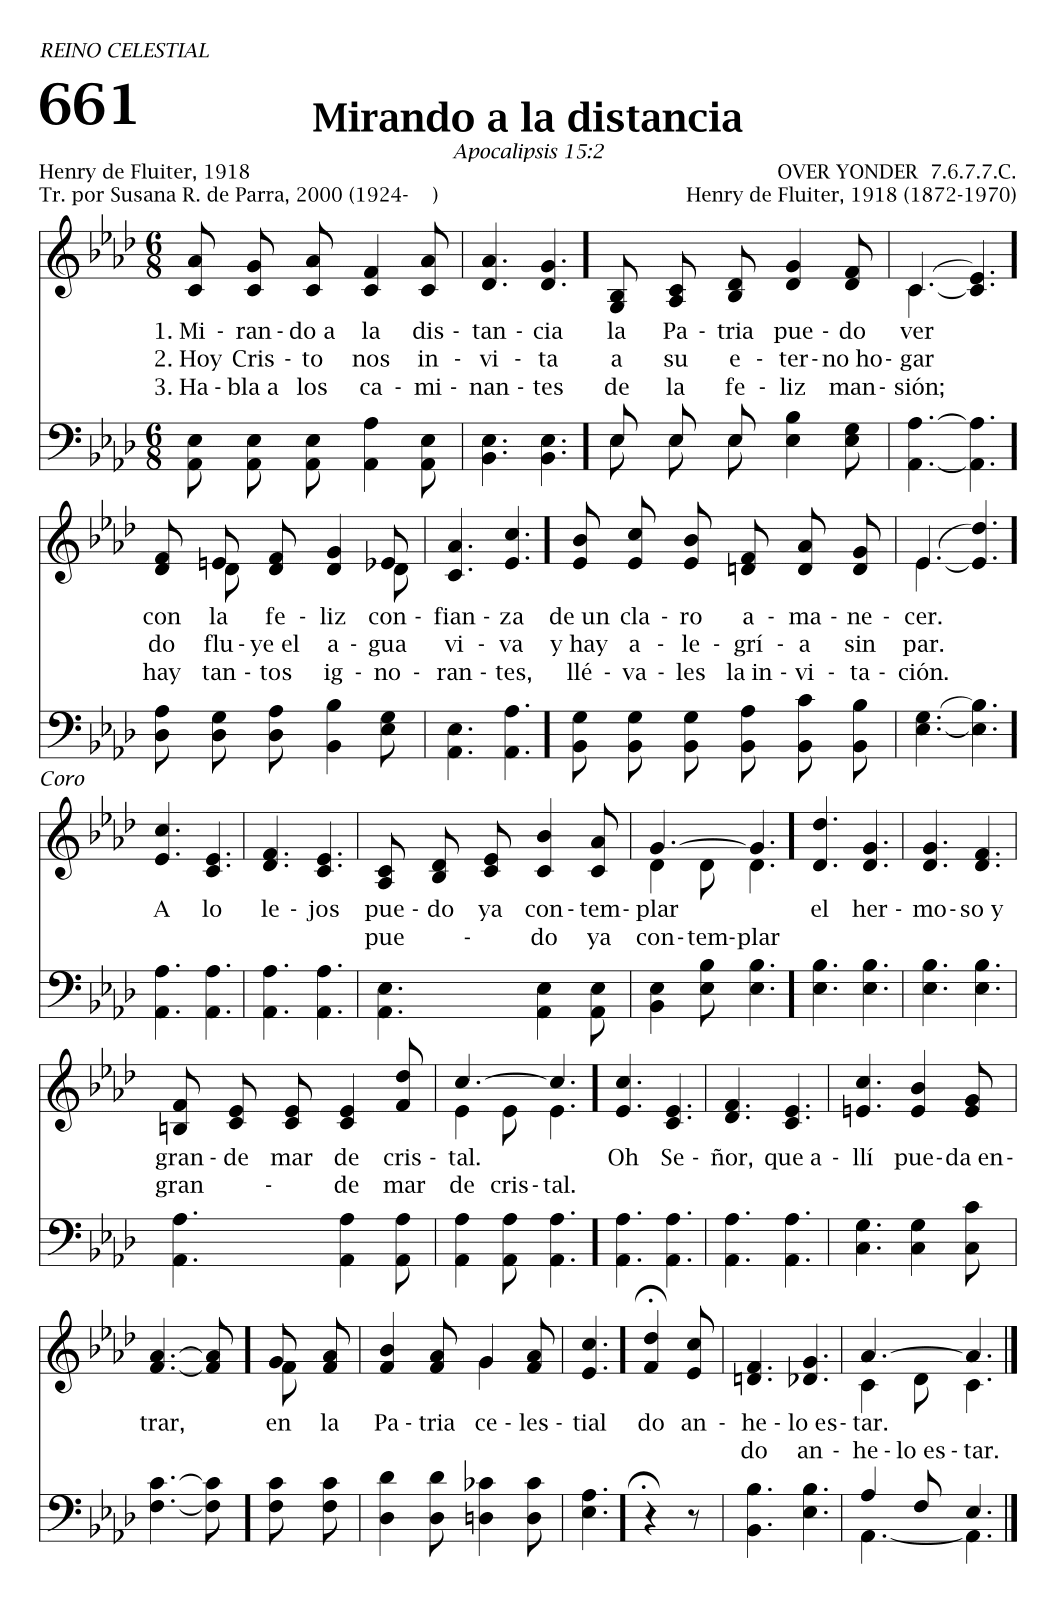 REINO CELESTIAL
661
Mirando a la distancia
Apocalipsis 15:2
Henry de Fluiter, 1918
OVER YONDER 7.6.7.7.C.
Tr. por Susana R. de Parra, 2000 (1924- )
Henry de Fluiter, 1918 (1872-1970)
1. Mi - ran - do a la dis - tan - cia la Pa - tria pue - do ver
2. Hoy Cris - to nos in - vi - ta a su e - ter - no ho - gar
3. Ha - bla a los ca - mi - nan - tes de la fe - liz man - sión;
con la fe - liz con - fian - za de un cla - ro a - ma - ne - cer.
do flu - ye el a - gua vi - va y hay a - le - grí - a sin par.
hay tan - tos ig - no - ran - tes, llé - va - les la in - vi - ta - ción.
Coro
A lo le - jos pue - do ya con - tem - plar el her - mo - so y
pue - do ya con - tem - plar
gran - de mar de cris - tal. Oh Se - ñor, que a - llí pue - da en -
gran - de mar de cris - tal.
trar, en la Pa - tria ce - les - tial do an - he - lo es - tar.
do an - he - lo es - tar.